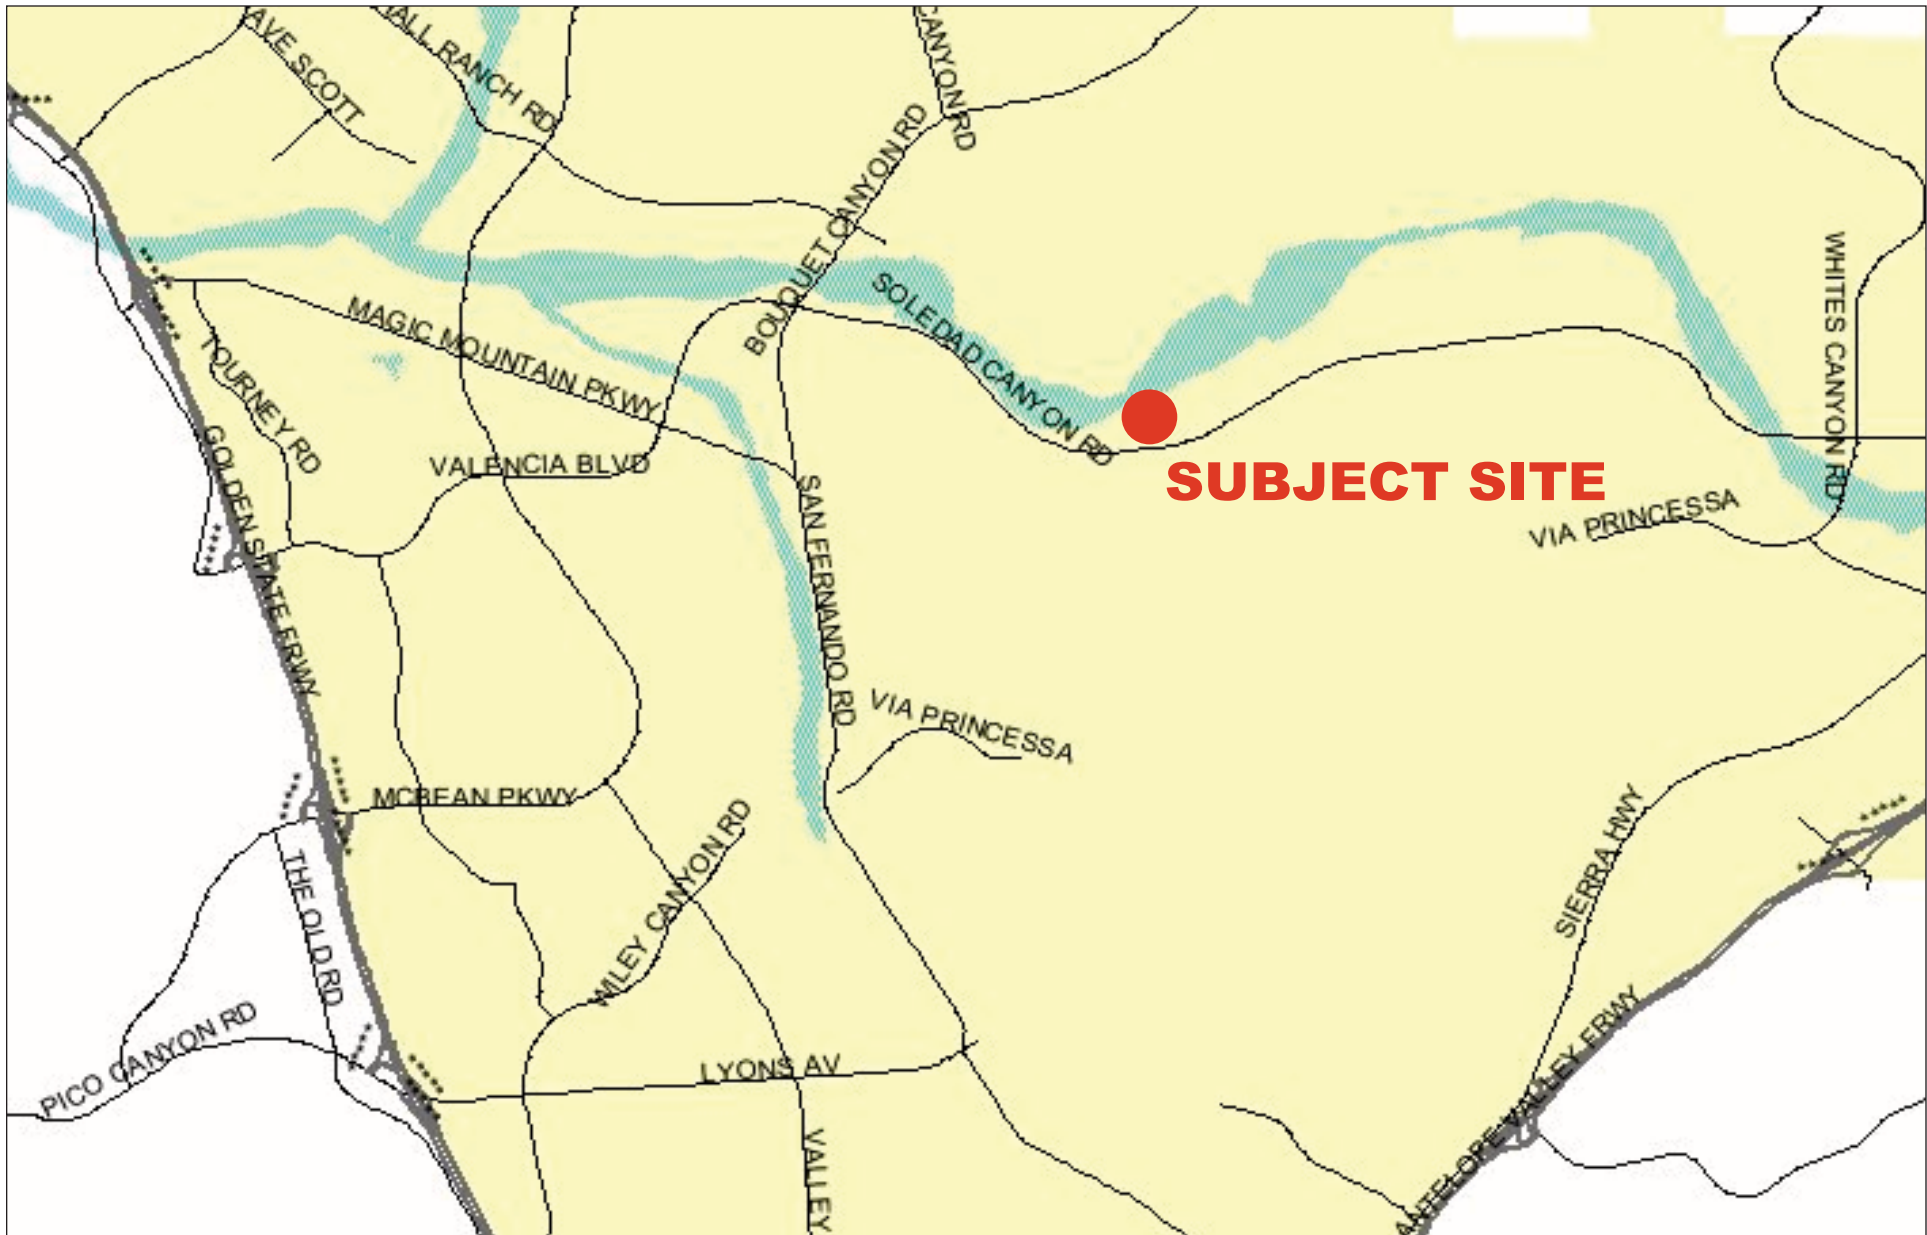 AVE SCOTT
HALL RANCH RD
CANYON RD
BOUQUET CANYON RD
SOLEDAD CANYON RD
WHITES CANYON RD
MAGIC MOUNTAIN PKWY
TOURNEY RD
GOLDEN STATE FRWY
VALENCIA BLVD
SUBJECT SITE
SAN FERNANDO RD
VIA PRINCESSA
VIA PRINCESSA
MCBEAN PKWY
WILEY CANYON RD
SIERRA HWY
THE OLD RD
PICO CANYON RD
LYONS AV
ANTELOPE VALLEY FRWY
VALLEY